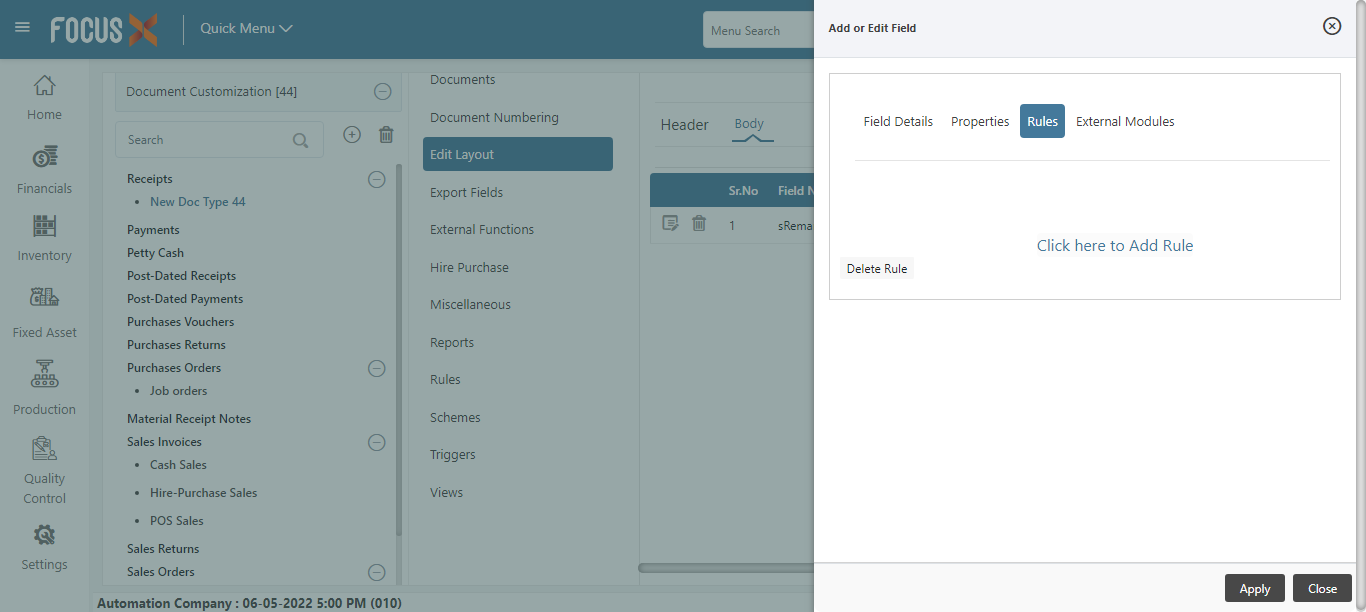 FOCUS X
Quick Menu
Menu Search
Add or Edit Field
Home
Financials
Inventory
Fixed Asset
Production
Quality
Control
Settings
Document Customization [44]
Search
Receipts
New Doc Type 44
Payments
Petty Cash
Post-Dated Receipts
Post-Dated Payments
Purchases Vouchers
Purchases Returns
Purchases Orders
Job orders
Material Receipt Notes
Sales Invoices
Cash Sales
Hire-Purchase Sales
POS Sales
Sales Returns
Sales Orders
Documents
Document Numbering
Edit Layout
Export Fields
External Functions
Hire Purchase
Miscellaneous
Reports
Rules
Schemes
Triggers
Views
Header Body
Sr.No Field N
1 sRema
Field Details Properties Rules External Modules
Click here to Add Rule
Delete Rule
Apply Close
Automation Company : 06-05-2022 5:00 PM (010)